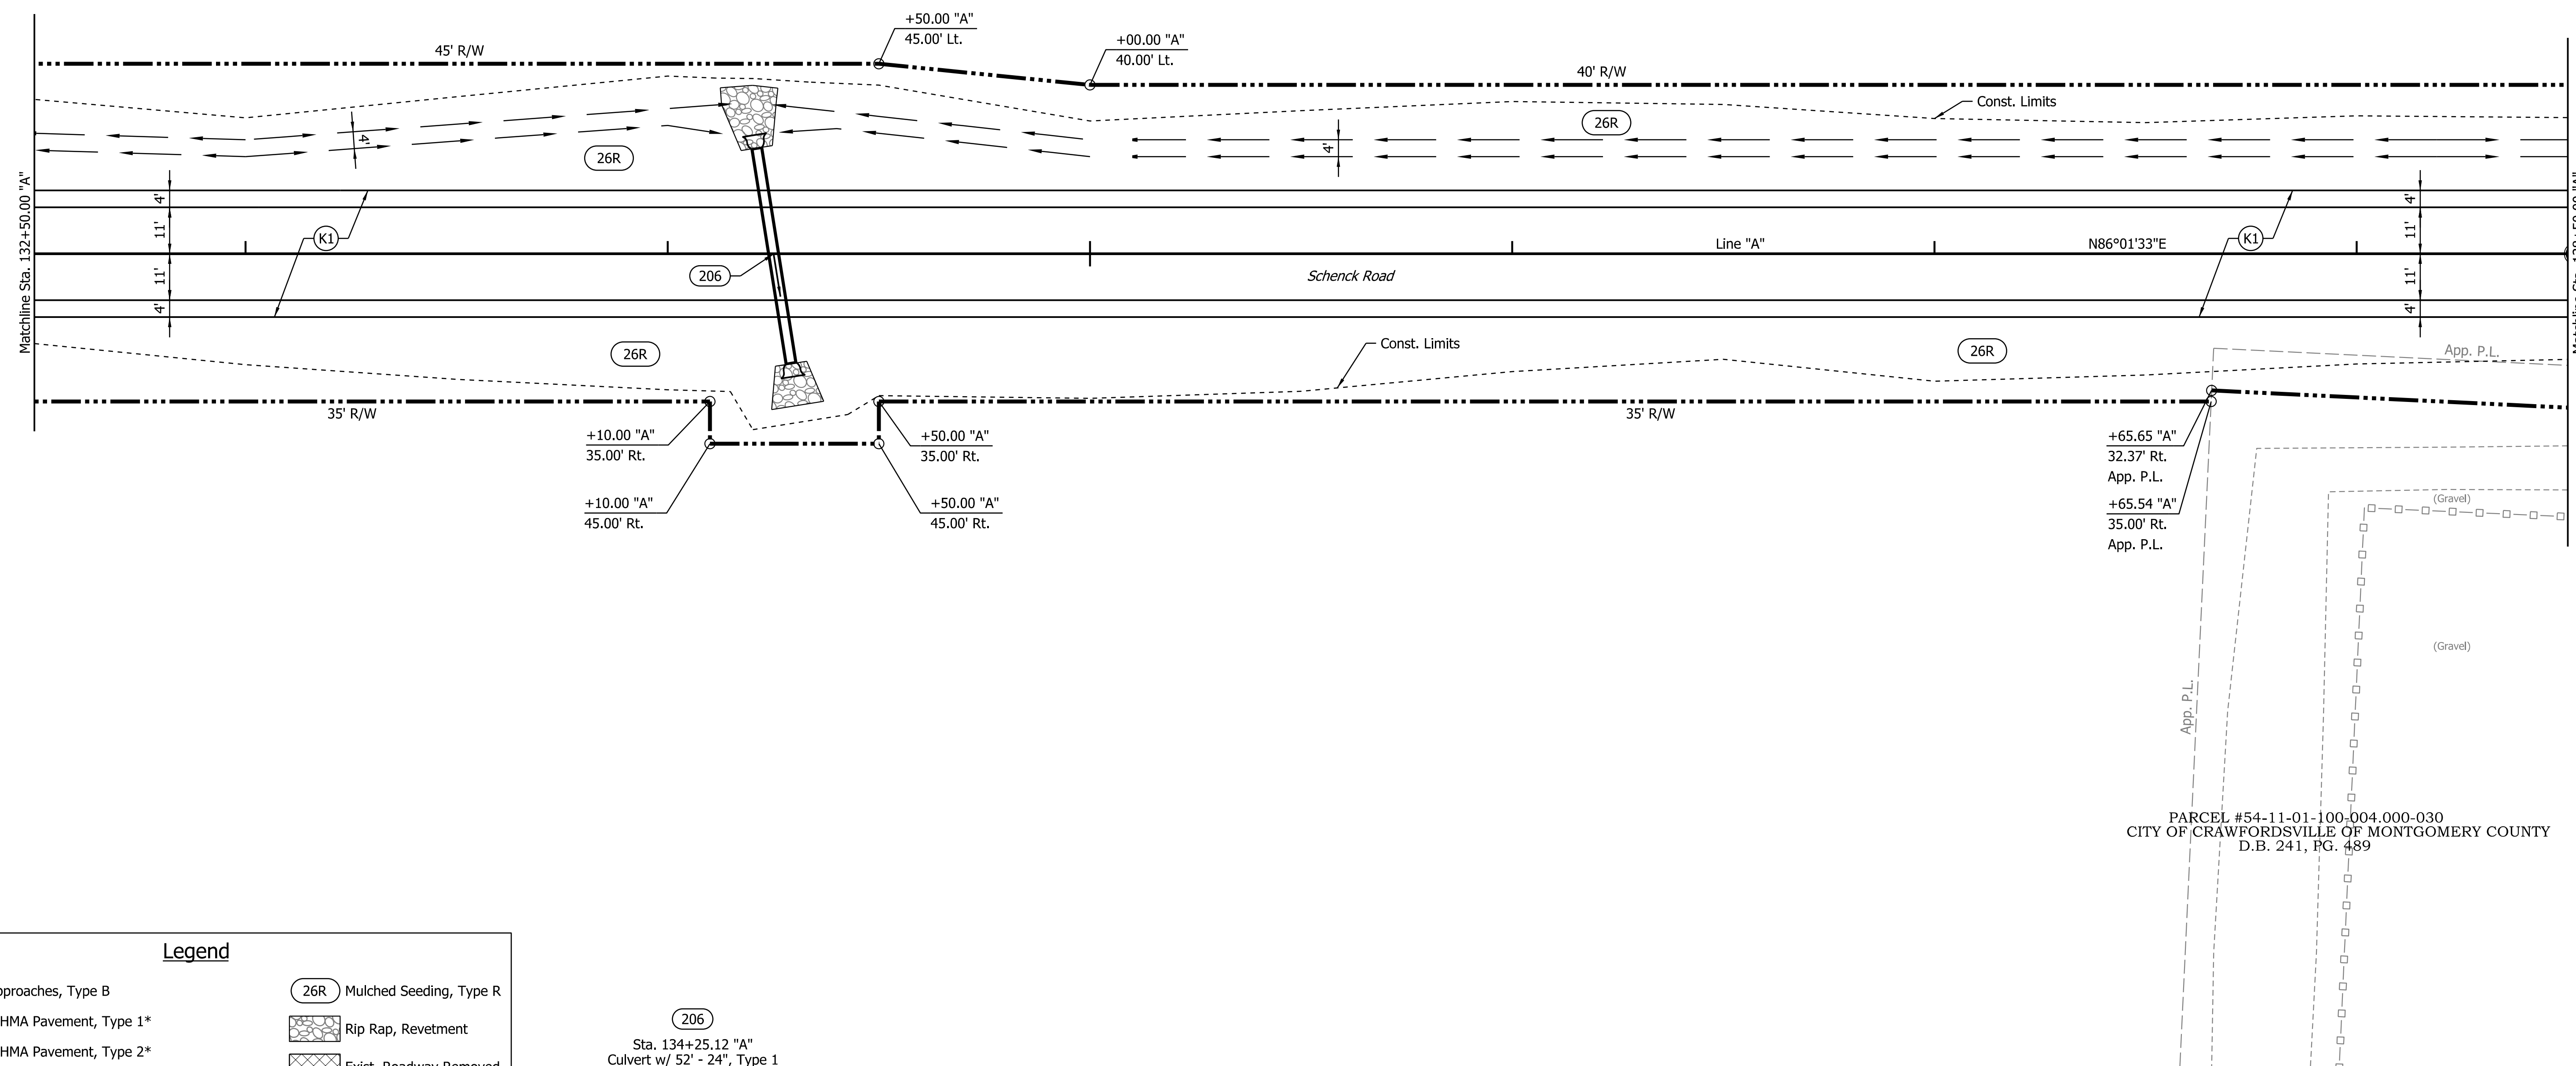 +50.00 "A"
45.00' Lt.
+00.00 "A"
40.00' Lt.
45' R/W
40' R/W
Const. Limits
26R
4'
4'
26R
Matchline Sta. 132+50.00 "A"
4'
11'
11'
4'
K1
206
Line "A"
N86°01'33"E
K1
Schenck Road
4'
11'
11'
4'
26R
Const. Limits
26R
App. P.L.
35' R/W
35' R/W
+10.00 "A"
35.00' Rt.
+50.00 "A"
35.00' Rt.
+65.65 "A"
32.37' Rt.
App. P.L.
+10.00 "A"
45.00' Rt.
+50.00 "A"
45.00' Rt.
+65.54 "A"
35.00' Rt.
App. P.L.
(Gravel)
(Gravel)
App. P.L.
PARCEL #54-11-01-100-004.000-030
CITY OF CRAWFORDSVILLE OF MONTGOMERY COUNTY
D.B. 241, PG. 489
Legend
proaches, Type B
HMA Pavement, Type 1*
HMA Pavement, Type 2*
26R Mulched Seeding, Type R
Rip Rap, Revetment
Exist. Roadway Removed
206
Sta. 134+25.12 "A"
Culvert w/ 52' - 24", Type 1